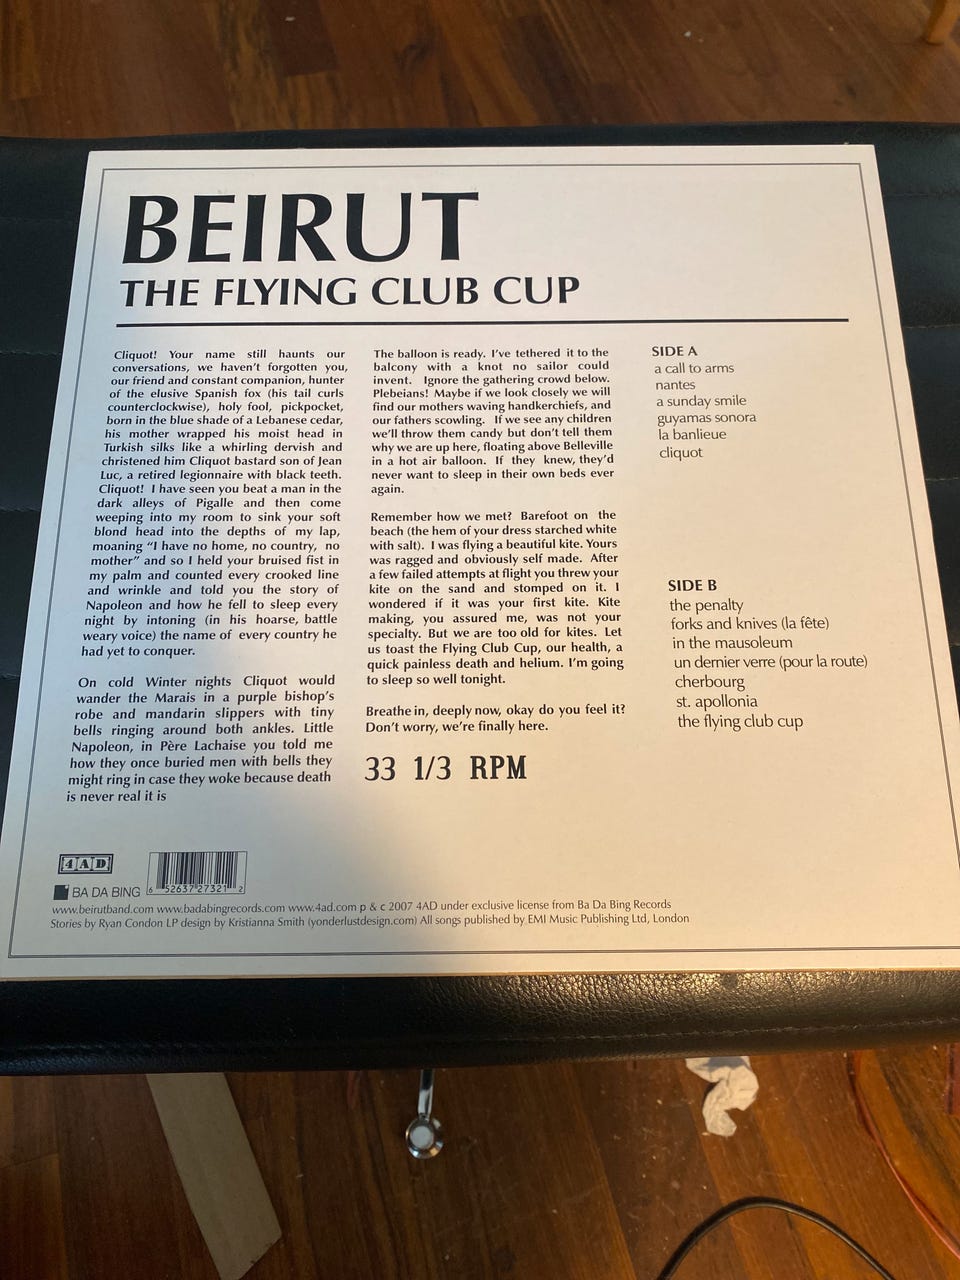 BEIRUT
THE FLYING CLUB CUP
Cliquot! Your name still haunts our
conversations, we haven't forgotten you,
our friend and constant companion, hunter
of the elusive Spanish fox (his tail curls
counterclockwise), holy fool, pickpocket,
born in the blue shade of a Lebanese cedar,
his mother wrapped his moist head in
Turkish silks like a whirling dervish and
christened him Cliquot bastard son of Jean
Luc, a retired legionnaire with black teeth.
Cliquot! I have seen you beat a man in the
dark alleys of Pigalle and then come
weeping into my room to sink your soft
blond head into the depths of my lap,
moaning "I have no home, no country, no
mother" and so I held your bruised fist in
my palm and counted every crooked line
and wrinkle and told you the story of
Napoleon and how he fell to sleep every
night by intoning (in his hoarse, battle
weary voice) the name of every country he
had yet to conquer.
On cold Winter nights Cliquot would
wander the Marais in a purple bishop's
robe and mandarin slippers with tiny
bells ringing around both ankles. Little
Napoleon, in Père Lachaise you told me
how they once buried men with bells they
might ring in case they woke because death
is never real it is
The balloon is ready. I've tethered it to the
balcony with a knot no sailor could
invent. Ignore the gathering crowd below.
Plebeians! Maybe if we look closely we will
find our mothers waving handkerchiefs, and
our fathers scowling. If we see any children
we'll throw them candy but don't tell them
why we are up here, floating above Belleville
in a hot air balloon. If they knew, they'd
never want to sleep in their own beds ever
again.
Remember how we met? Barefoot on the
beach (the hem of your dress starched white
with salt). I was flying a beautiful kite. Yours
was ragged and obviously self made. After
a few failed attempts at flight you threw your
kite on the sand and stomped on it. I
wondered if it was your first kite. Kite
making, you assured me, was not your
specialty. But we are too old for kites. Let
us toast the Flying Club Cup, our health, a
quick painless death and helium. I'm going
to sleep so well tonight.
Breathe in, deeply now, okay do you feel it?
Don't worry, we're finally here.
33 1/3 RPM
SIDE A
a call to arms
nantes
a sunday smile
guyamas sonora
la banlieue
cliquot
SIDE B
the penalty
forks and knives (la fête)
in the mausoleum
un dernier verre (pour la route)
cherbourg
st. apollonia
the flying club cup
4AD
BA DA BING
6 52637 27321 2
www.beirutband.com www.badabingrecords.com www.4ad.com p & c 2007 4AD under exclusive license from Ba Da Bing Records
Stories by Ryan Condon LP design by Kristianna Smith (yonderlustdesign.com) All songs published by EMI Music Publishing Ltd, London